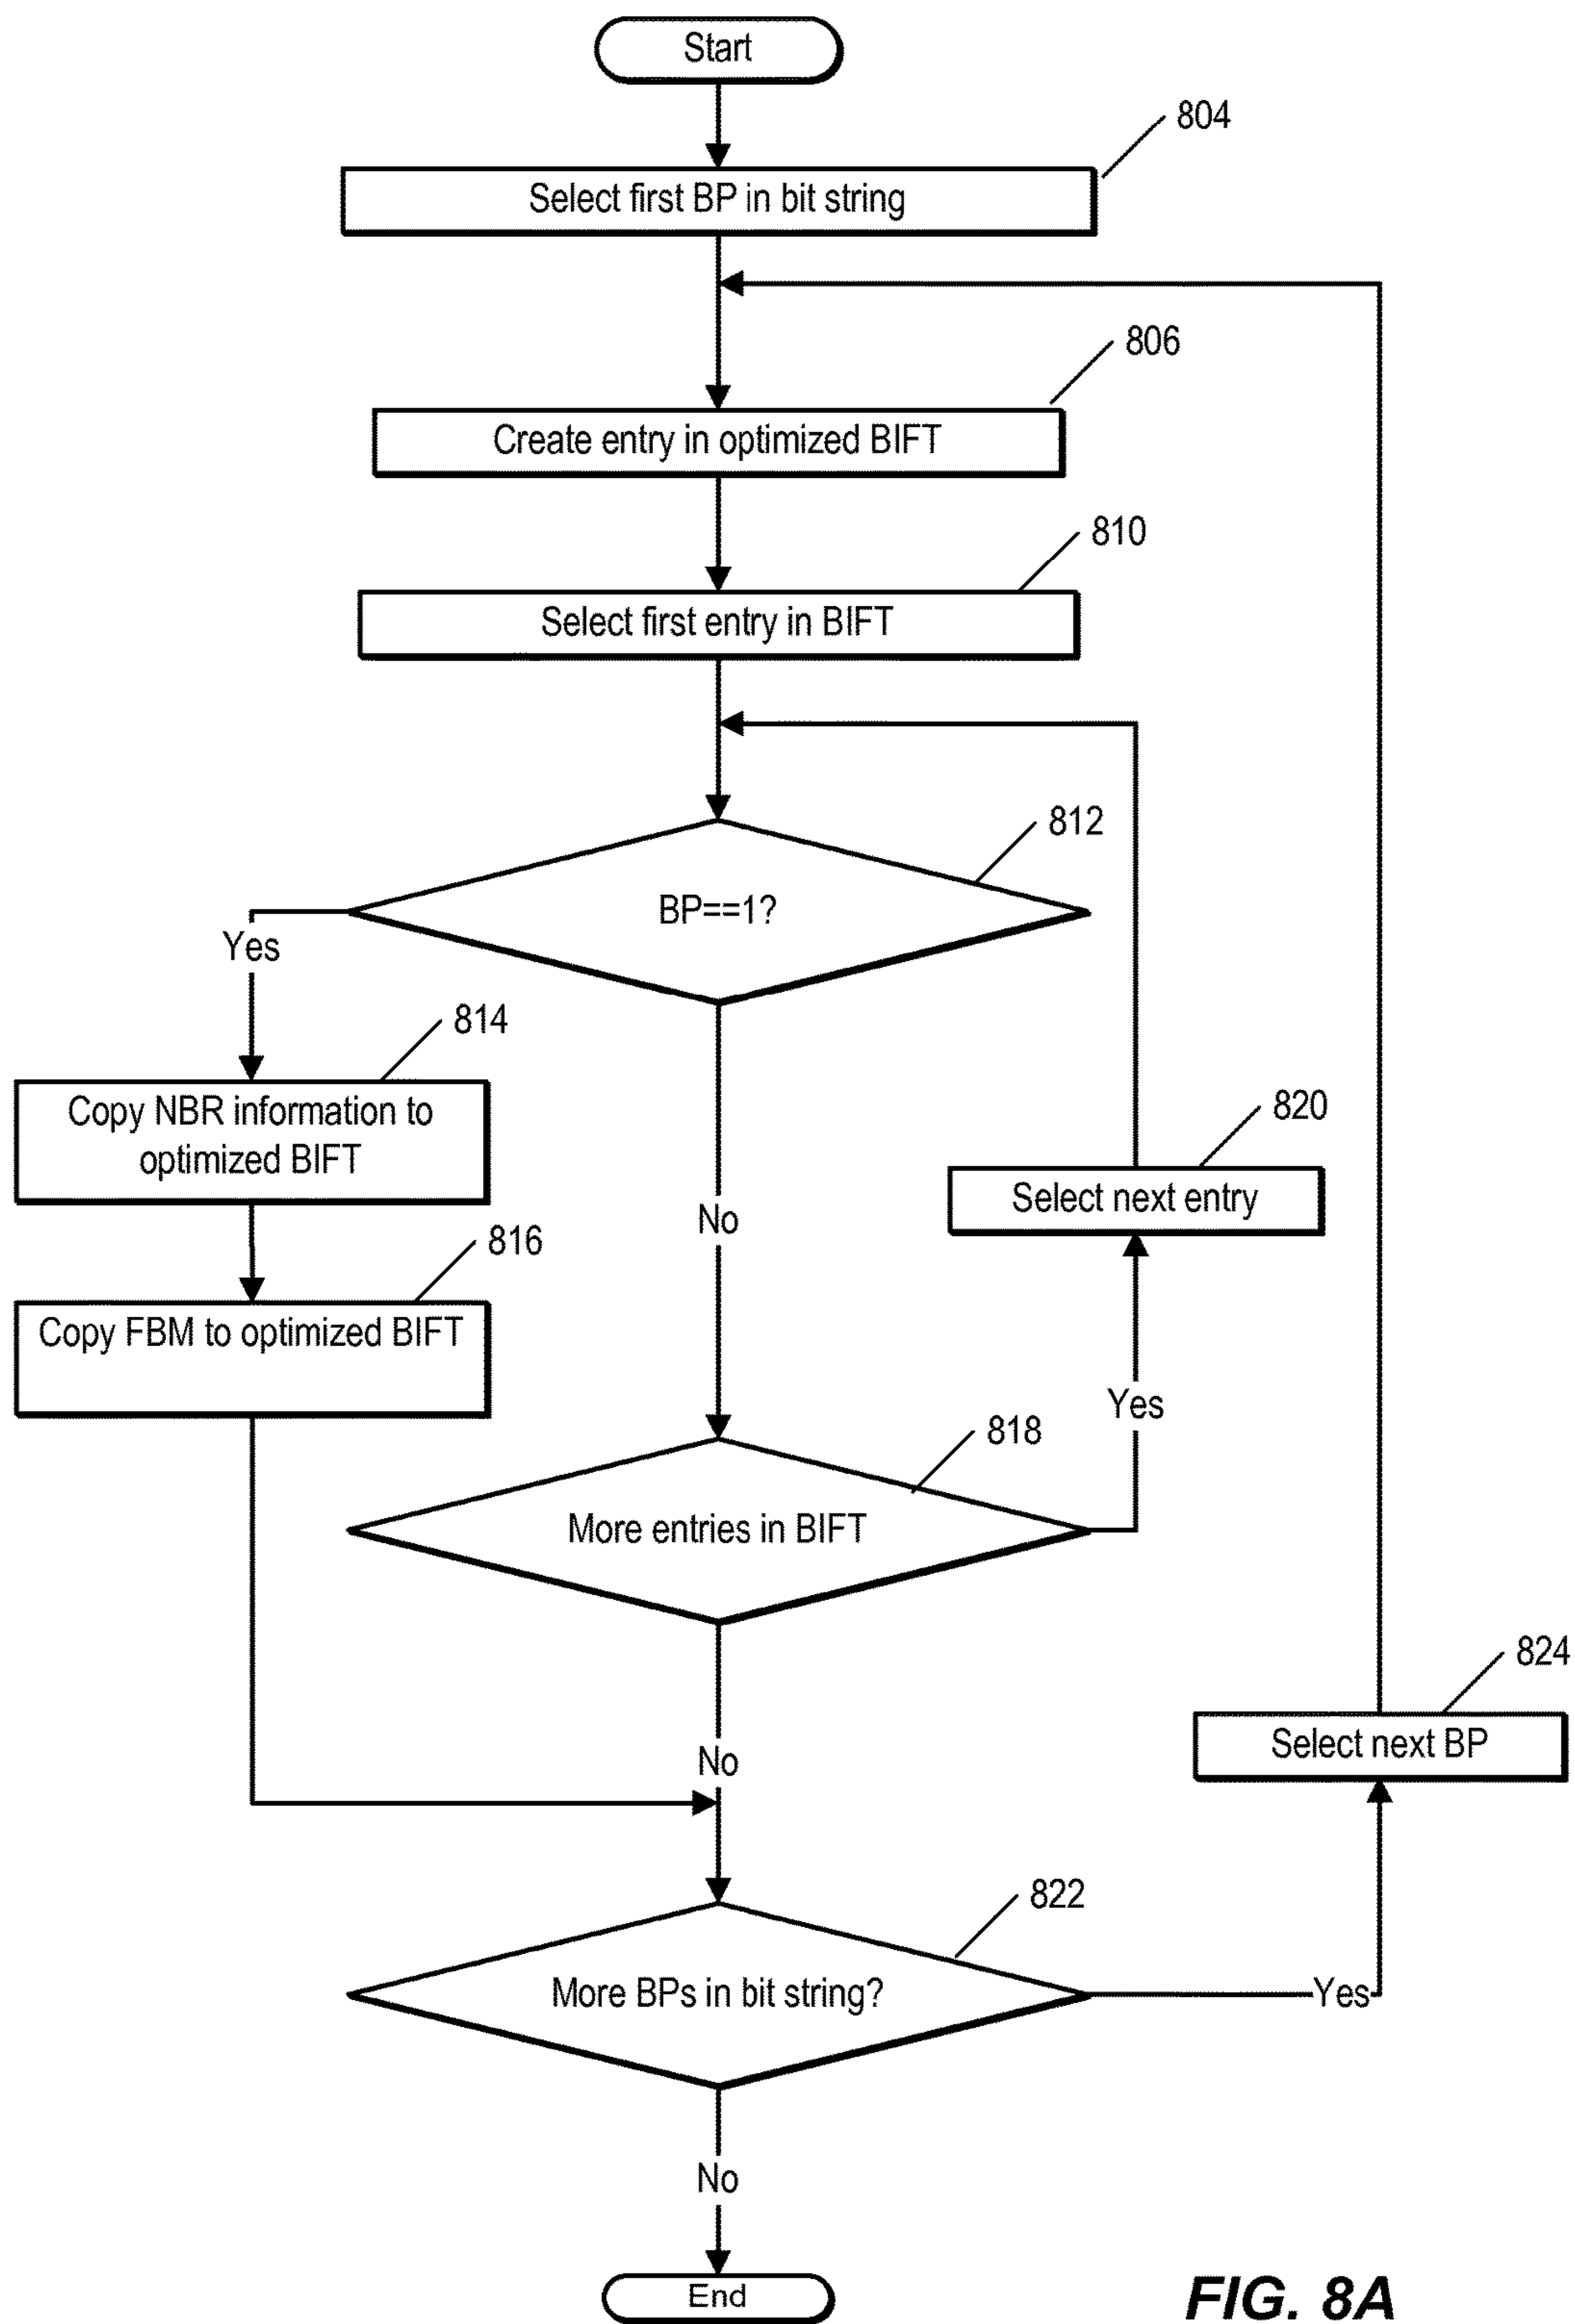 Start
804
Select first BP in bit string
806
Create entry in optimized BIFT
810
Select first entry in BIFT
812
BP==1?
Yes
814
Copy NBR information to
optimized BIFT
820
Select next entry
No
816
Copy FBM to optimized BIFT
Yes
818
More entries in BIFT
824
Select next BP
No
822
More BPs in bit string?
Yes
No
End
FIG. 8A